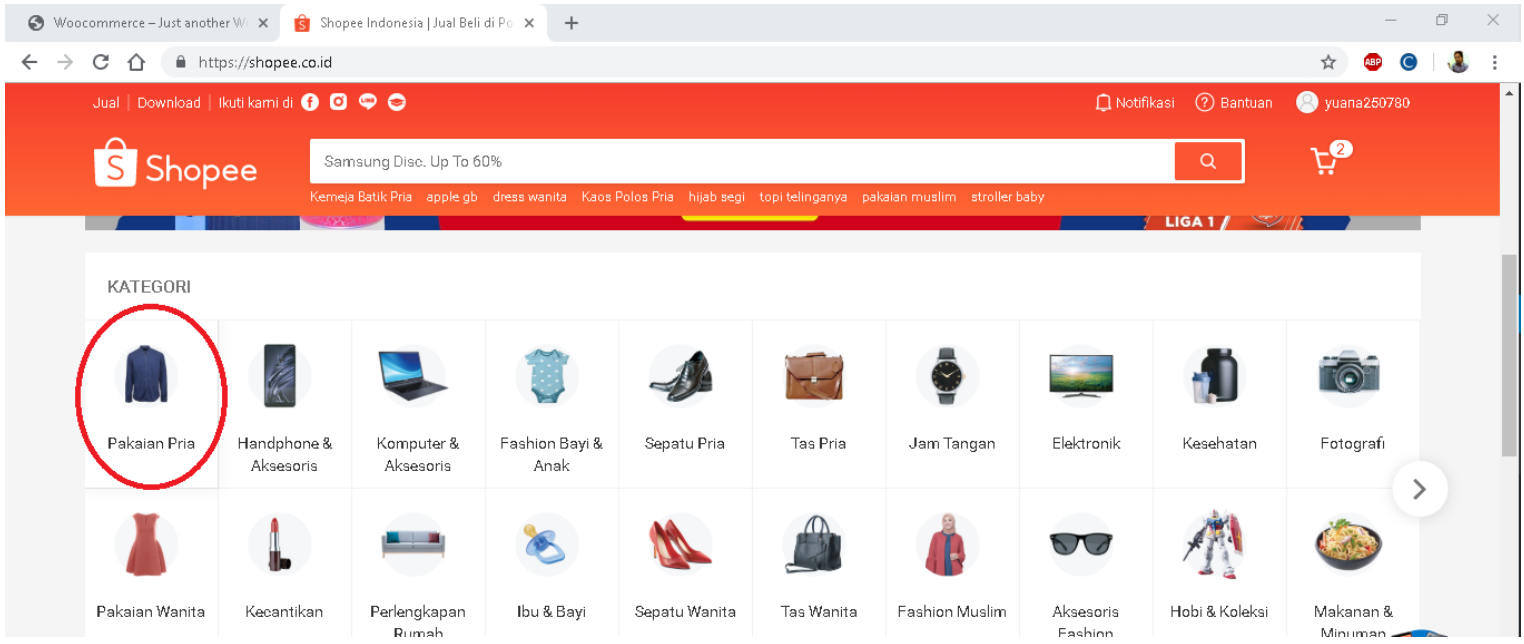 Woocommerce – Just another W
Shopee Indonesia | Jual Beli di Po
https://shopee.co.id
ABP
C
Jual | Download | Ikuti kami di
Notifikasi
Bantuan
yuana250780
S Shopee
Samsung Disc. Up To 60%
2
Kemeja Batik Pria apple gb dress wanita Kaos Polos Pria hijab segi topi telinganya pakaian muslim stroller baby
LIGA 1
KATEGORI
Pakaian Pria
Handphone &
Aksesoris
Komputer &
Aksesoris
Fashion Bayi &
Anak
Sepatu Pria
Tas Pria
Jam Tangan
Elektronik
Kesehatan
Fotografi
Pakaian Wanita
Kecantikan
Perlengkapan
Rumah
Ibu & Bayi
Sepatu Wanita
Tas Wanita
Fashion Muslim
Aksesoris
Fashion
Hobi & Koleksi
Makanan &
Minuman